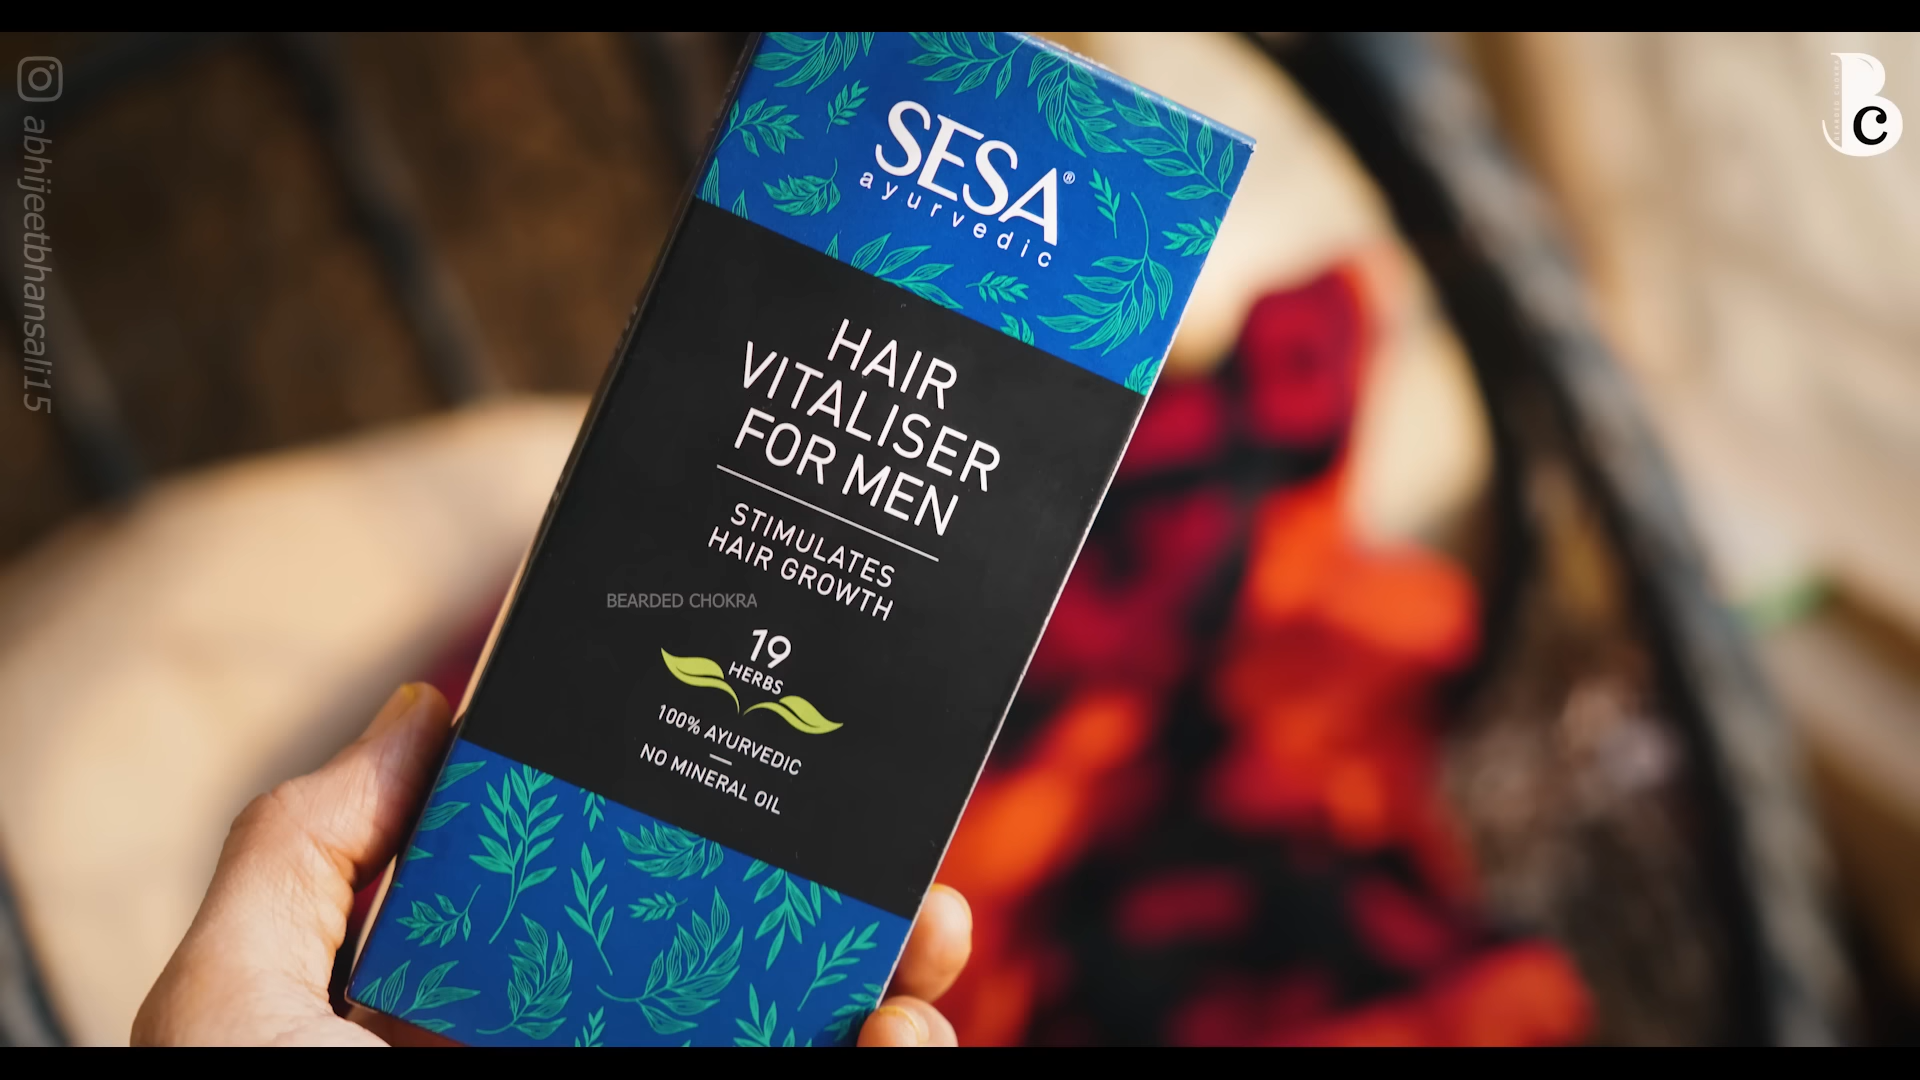 abhijeetbhansali15
SESA®
ayurvedic
HAIR
VITALISER
FOR MEN
STIMULATES
HAIR GROWTH
BEARDED CHOKRA
19
HERBS
100% AYURVEDIC
NO MINERAL OIL
BC